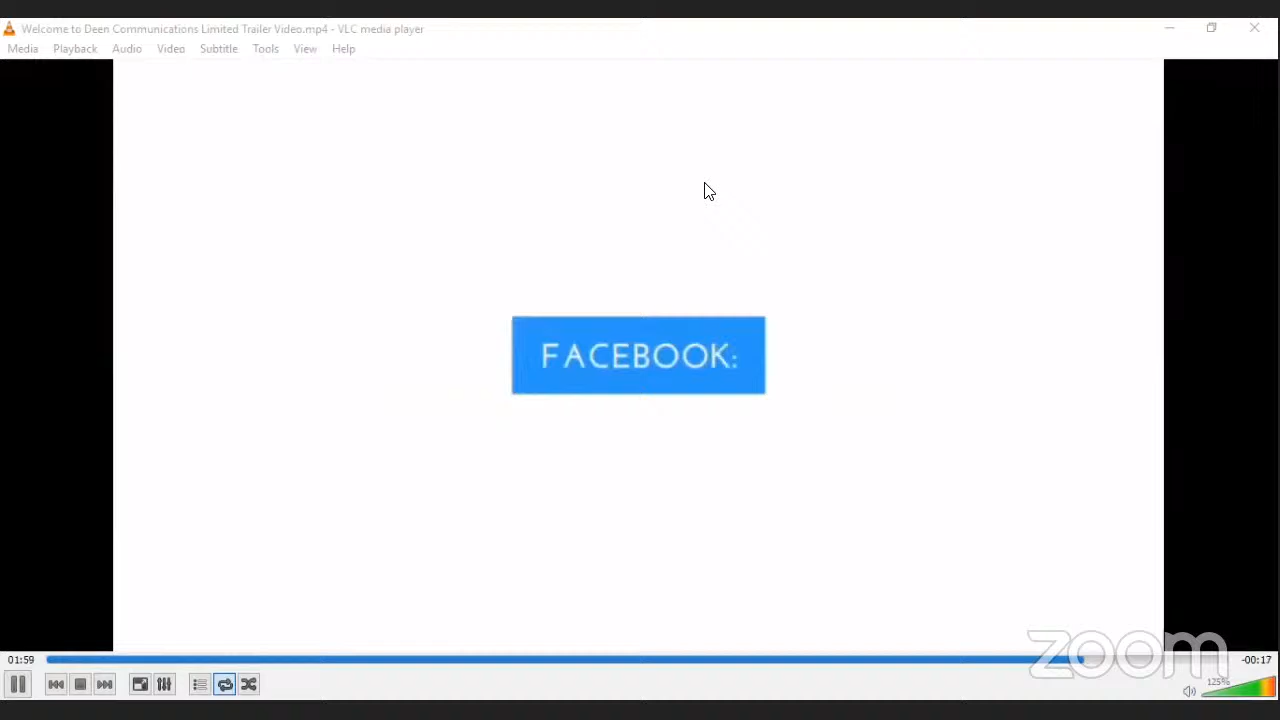 Welcome to Deen Communications Limited Trailer Video.mp4 - VLC media player
Media Playback Audio Video Subtitle Tools View Help
FACEBOOK:
zoom
01:59
-00:17
125%